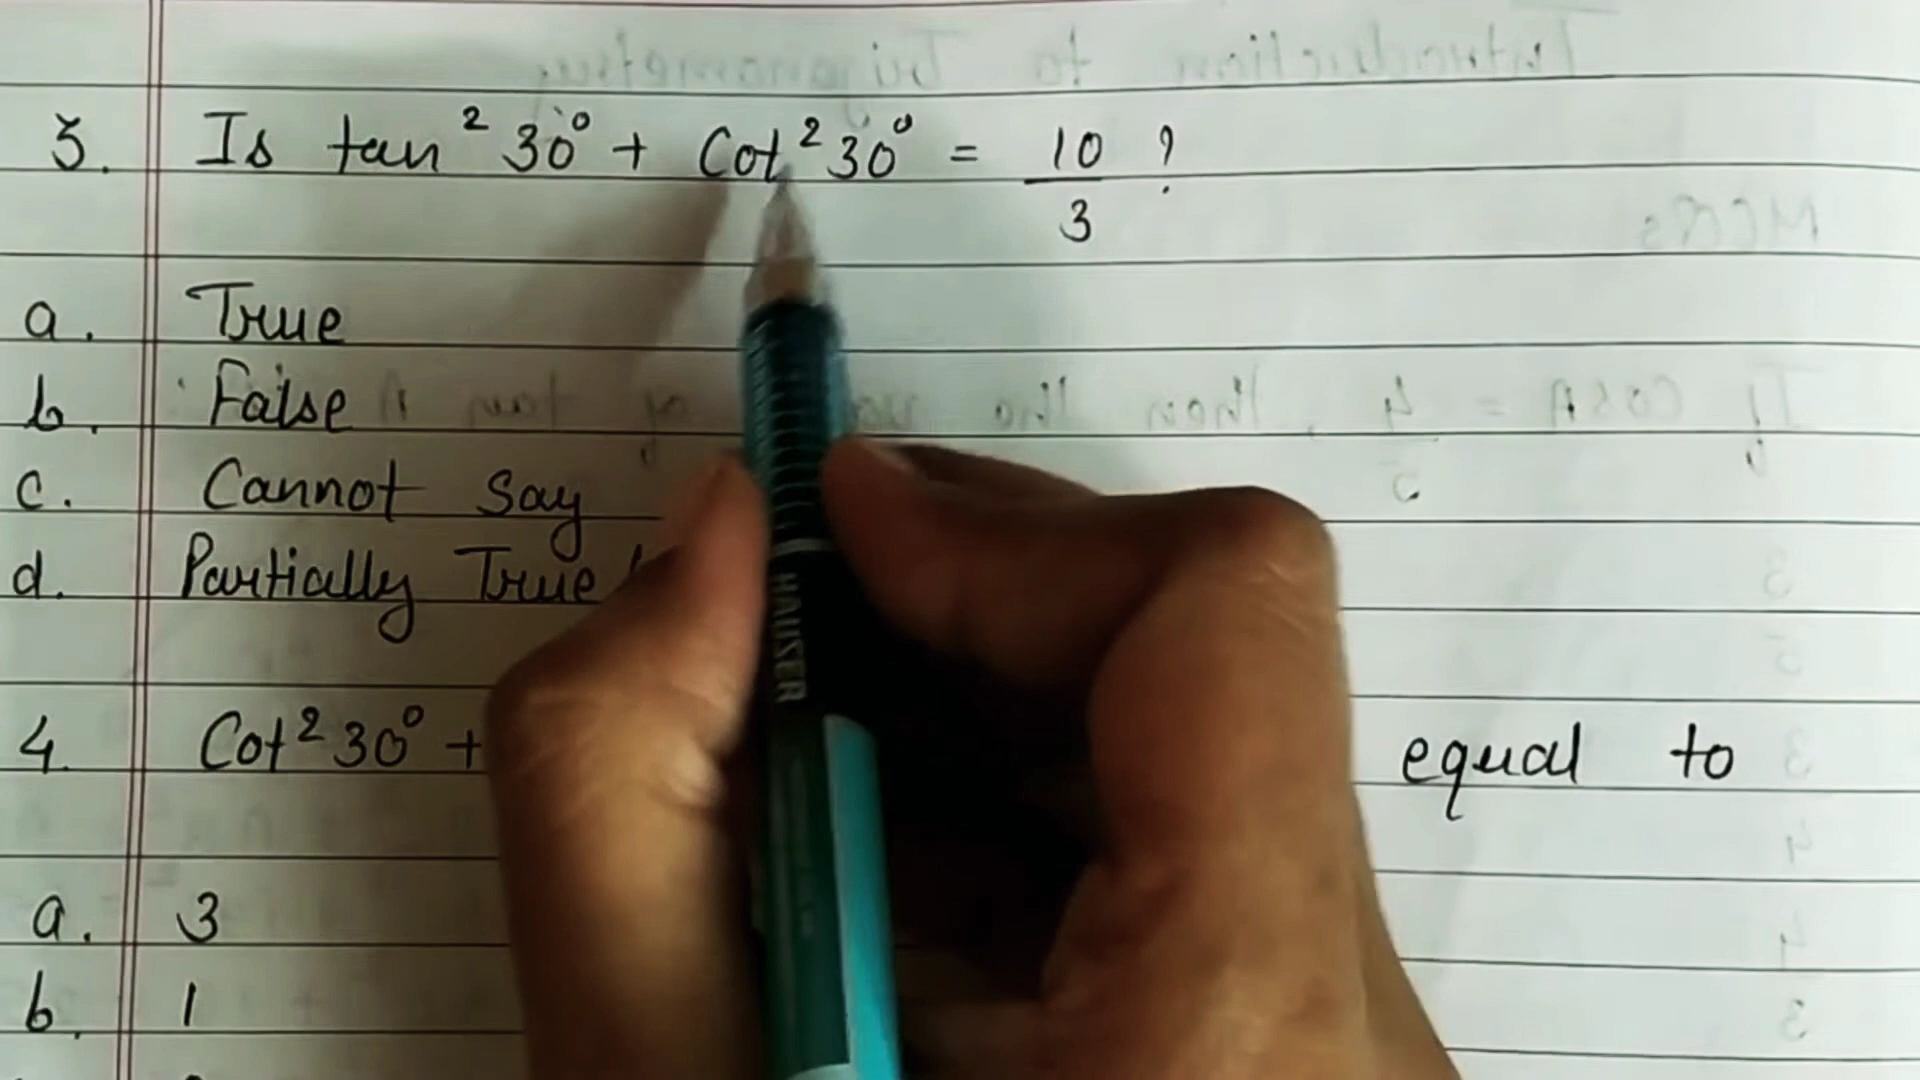 3. Is tan² 30° + Cot² 30° = 10/3 ?
a. True
b. False
c. Cannot say
d. Partially True
4. Cot² 30° + equal to
a. 3
b. 1
HAUSER